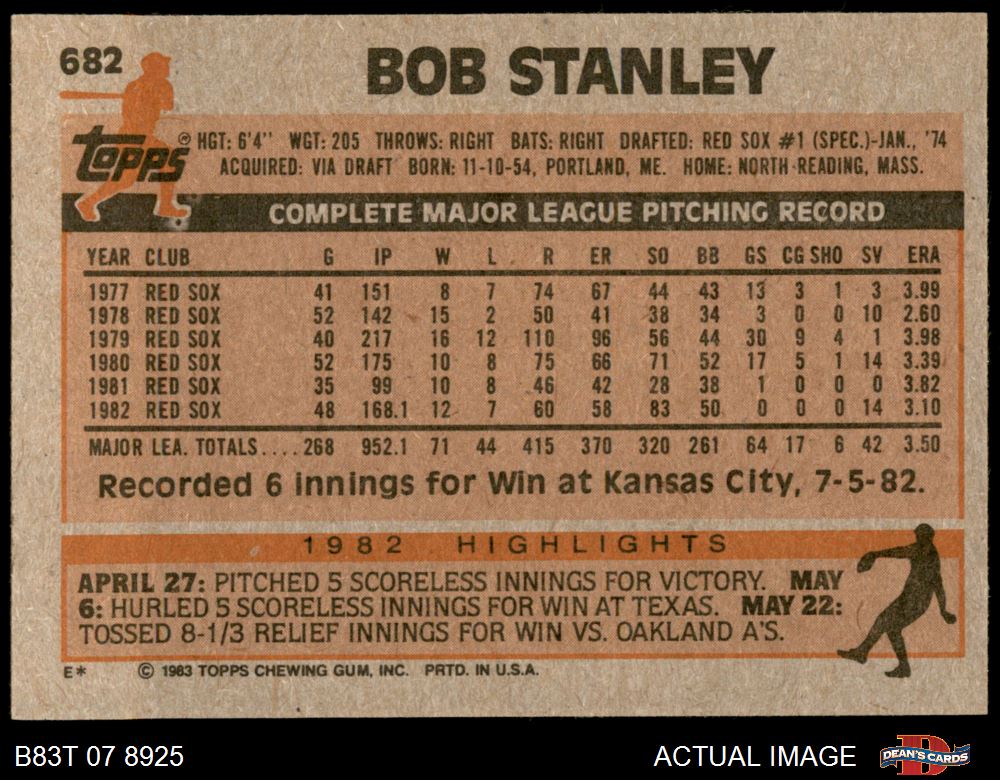 682
BOB STANLEY
Topps® HGT: 6'4" WGT: 205 THROWS: RIGHT BATS: RIGHT DRAFTED: RED SOX #1 (SPEC.)-JAN., '74
ACQUIRED: VIA DRAFT BORN: 11-10-54, PORTLAND, ME. HOME: NORTH READING, MASS.
COMPLETE MAJOR LEAGUE PITCHING RECORD
YEAR CLUB G IP W L R ER SO BB GS CG SHO SV ERA
1977 RED SOX 41 151 8 7 74 67 44 43 13 3 1 3 3.99
1978 RED SOX 52 142 15 2 50 41 38 34 3 0 0 10 2.60
1979 RED SOX 40 217 16 12 110 96 56 44 30 9 4 1 3.98
1980 RED SOX 52 175 10 8 75 66 71 52 17 5 1 14 3.39
1981 RED SOX 35 99 10 8 46 42 28 38 1 0 0 0 3.82
1982 RED SOX 48 168.1 12 7 60 58 83 50 0 0 0 14 3.10
MAJOR LEA. TOTALS.... 268 952.1 71 44 415 370 320 261 64 17 6 42 3.50
Recorded 6 innings for Win at Kansas City, 7-5-82.
1982 HIGHLIGHTS
APRIL 27: PITCHED 5 SCORELESS INNINGS FOR VICTORY. MAY
6: HURLED 5 SCORELESS INNINGS FOR WIN AT TEXAS. MAY 22:
TOSSED 8-1/3 RELIEF INNINGS FOR WIN VS. OAKLAND A'S.
E* © 1983 TOPPS CHEWING GUM, INC. PRTD. IN U.S.A.
B83T 07 8925
ACTUAL IMAGE
DEAN'S CARDS